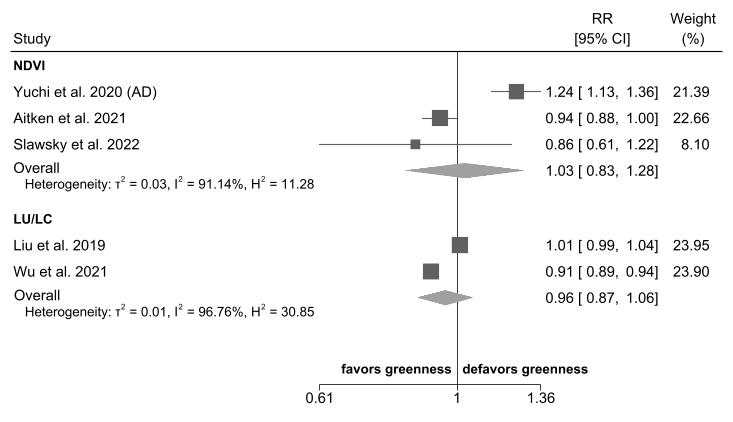 RR Weight
Study [95% CI] (%)
NDVI
Yuchi et al. 2020 (AD) 1.24 [ 1.13, 1.36] 21.39
Aitken et al. 2021 0.94 [ 0.88, 1.00] 22.66
Slawsky et al. 2022 0.86 [ 0.61, 1.22] 8.10
Overall 1.03 [ 0.83, 1.28]
Heterogeneity: τ² = 0.03, I² = 91.14%, H² = 11.28
LU/LC
Liu et al. 2019 1.01 [ 0.99, 1.04] 23.95
Wu et al. 2021 0.91 [ 0.89, 0.94] 23.90
Overall 0.96 [ 0.87, 1.06]
Heterogeneity: τ² = 0.01, I² = 96.76%, H² = 30.85
favors greenness defavors greenness
0.61 1 1.36